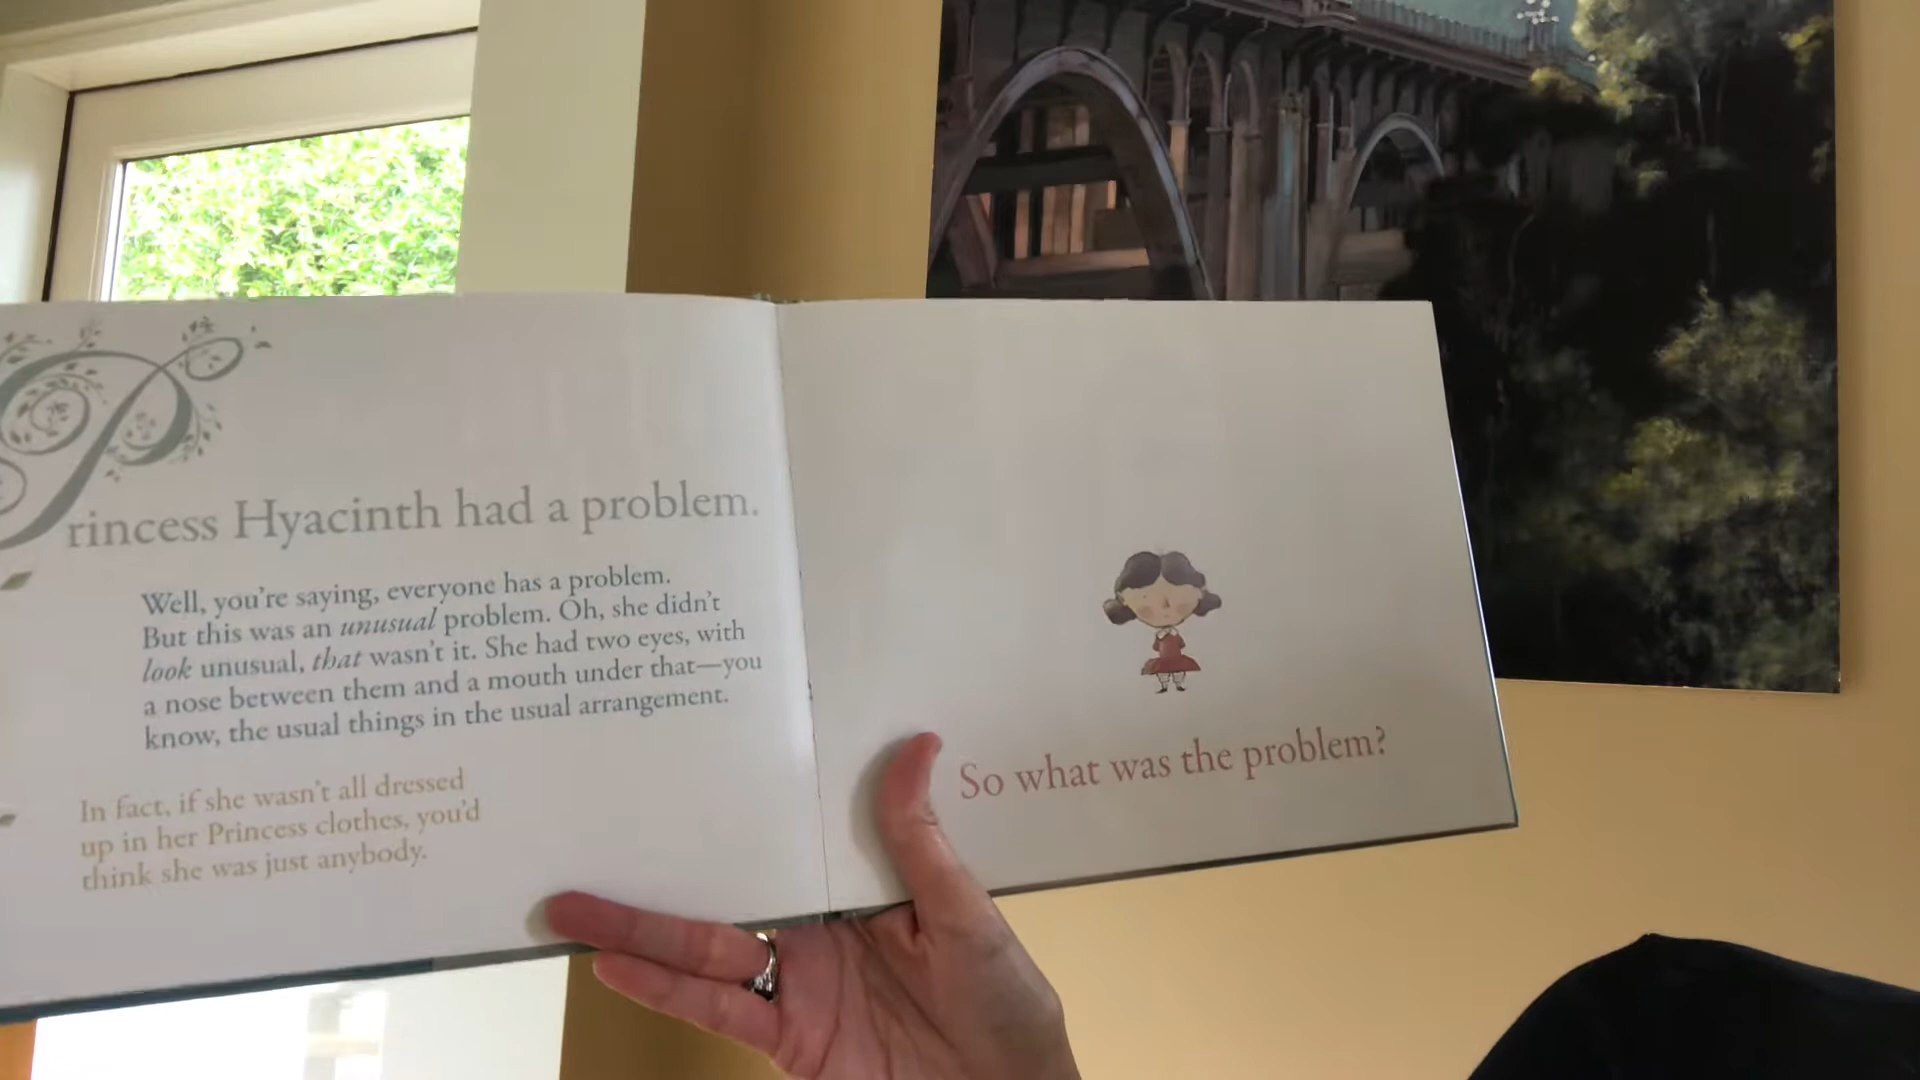 Princess Hyacinth had a problem.
Well, you're saying, everyone has a problem.
But this was an unusual problem. Oh, she didn't
look unusual, that wasn't it. She had two eyes, with
a nose between them and a mouth under that—you
know, the usual things in the usual arrangement.
In fact, if she wasn't all dressed
up in her Princess clothes, you'd
think she was just anybody.
So what was the problem?